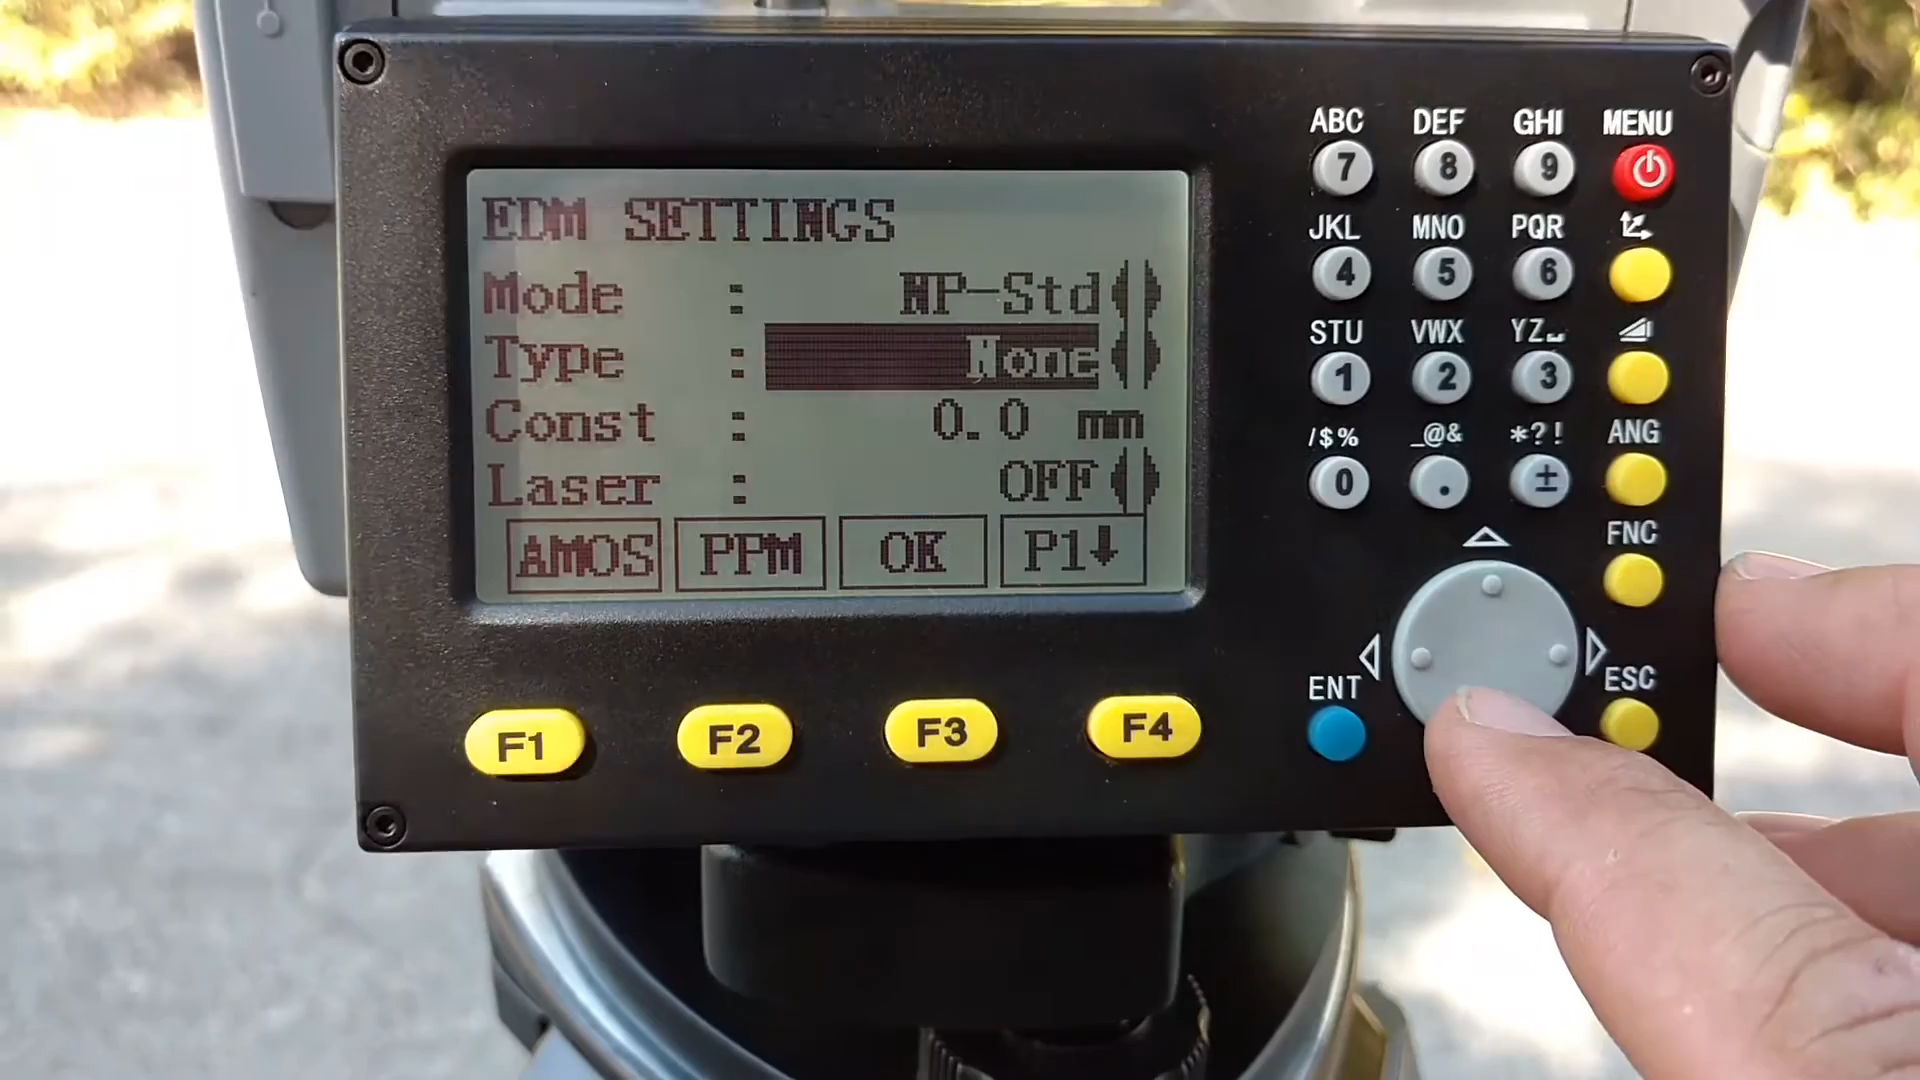 EDM SETTINGS
Mode : NP-Std
Type : None
Const : 0.0 mm
Laser : OFF
AMOS PPM OK P1↓
F1 F2 F3 F4
ABC DEF GHI MENU
7 8 9
JKL MNO PQR
4 5 6
STU VWX YZ␣
1 2 3
/$% _@& *?! ANG
0 . ±
FNC
ENT ESC